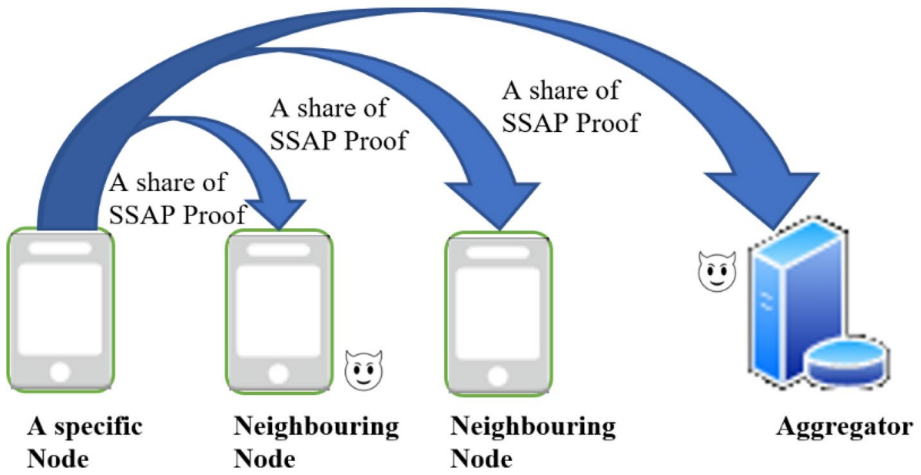 A share of
SSAP Proof
A share of
SSAP Proof
A share of
SSAP Proof
A specific
Node
Neighbouring
Node
Neighbouring
Node
Aggregator